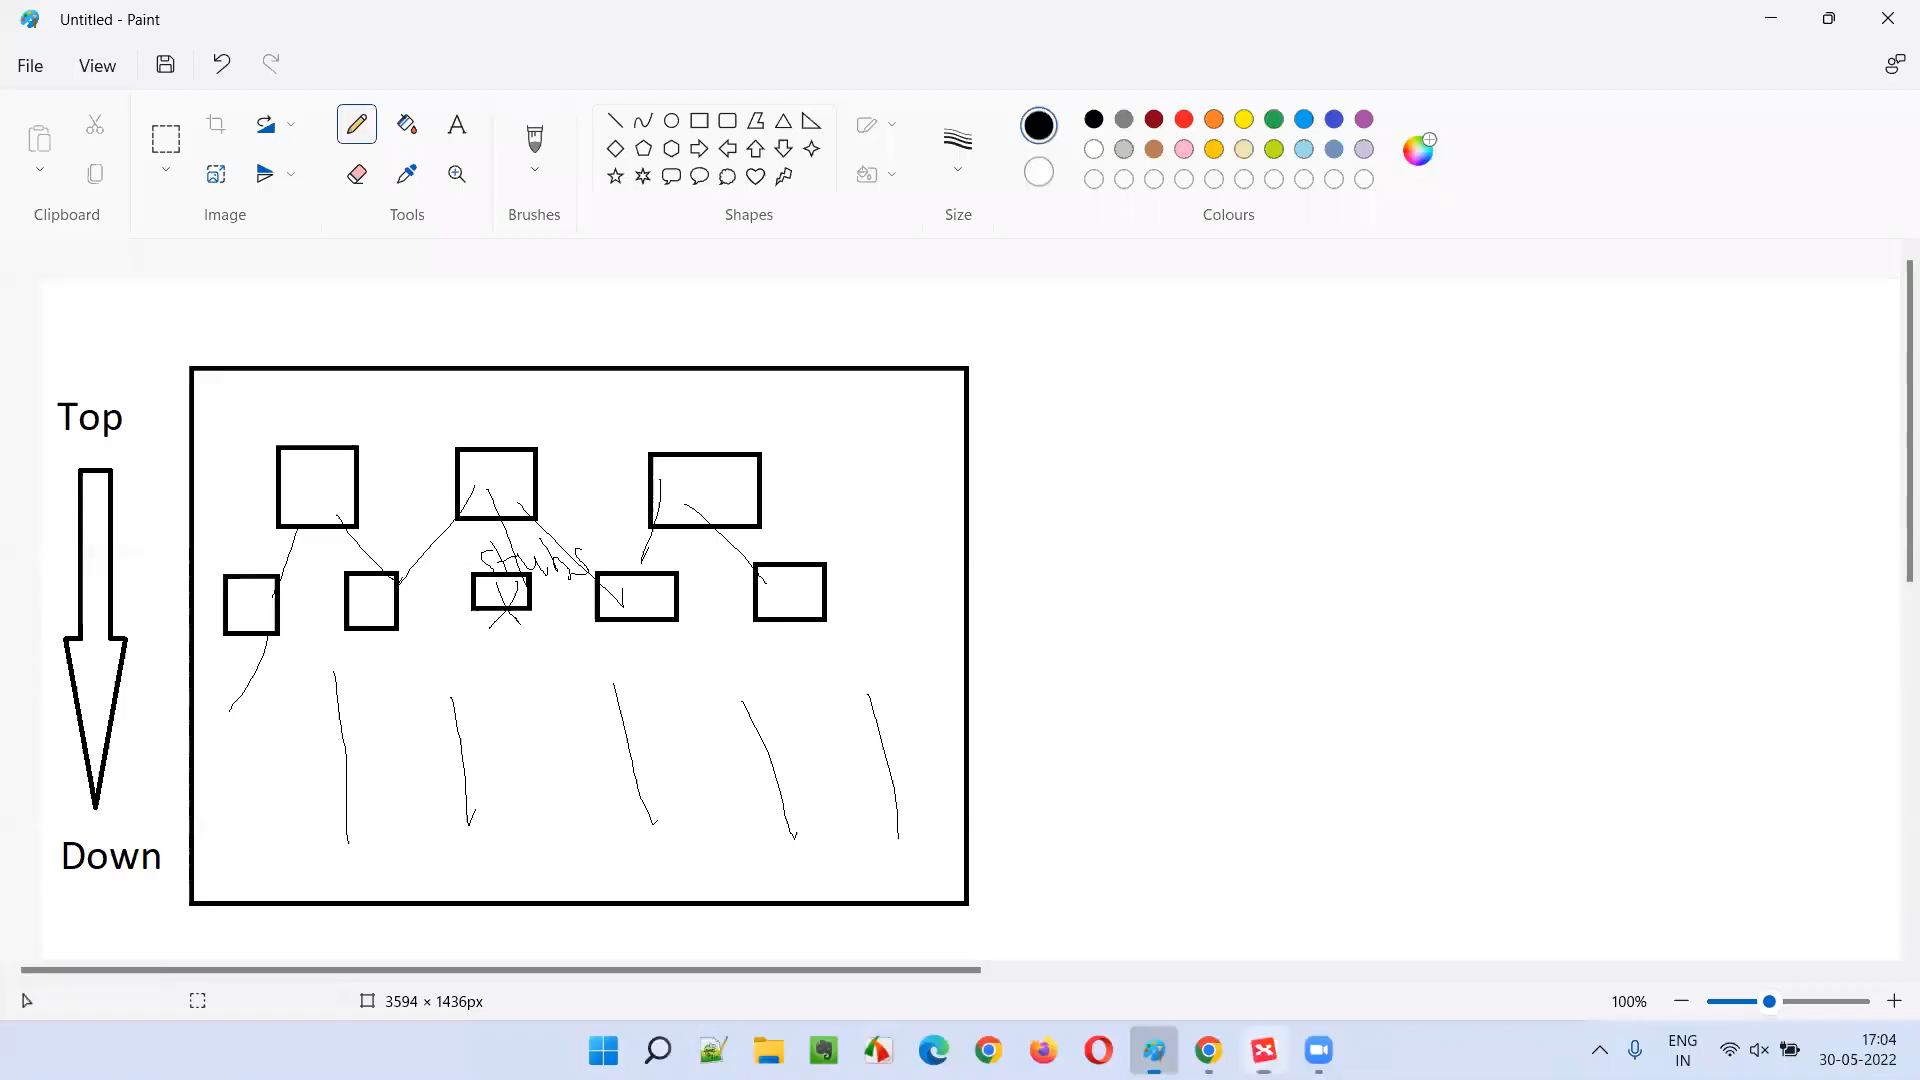 Untitled - Paint
File
View
Clipboard
Image
Tools
Brushes
Shapes
Size
Colours
Top
Stubs
Down
3594 × 1436px
100%
ENG
IN
17:04
30-05-2022